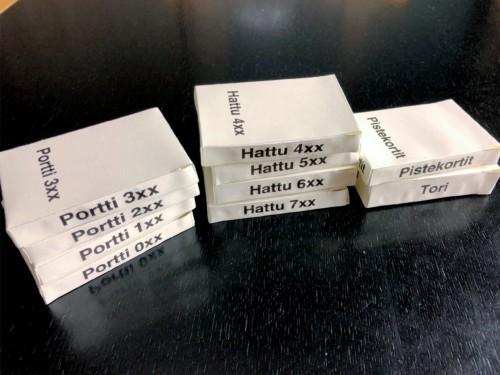 Portti 3xx
Portti 3xx
Portti 2xx
Portti 1xx
Portti 0xx
Hattu 4xx
Hattu 4xx
Hattu 5xx
Hattu 6xx
Hattu 7xx
Pistekortit
Pistekortit
Tori